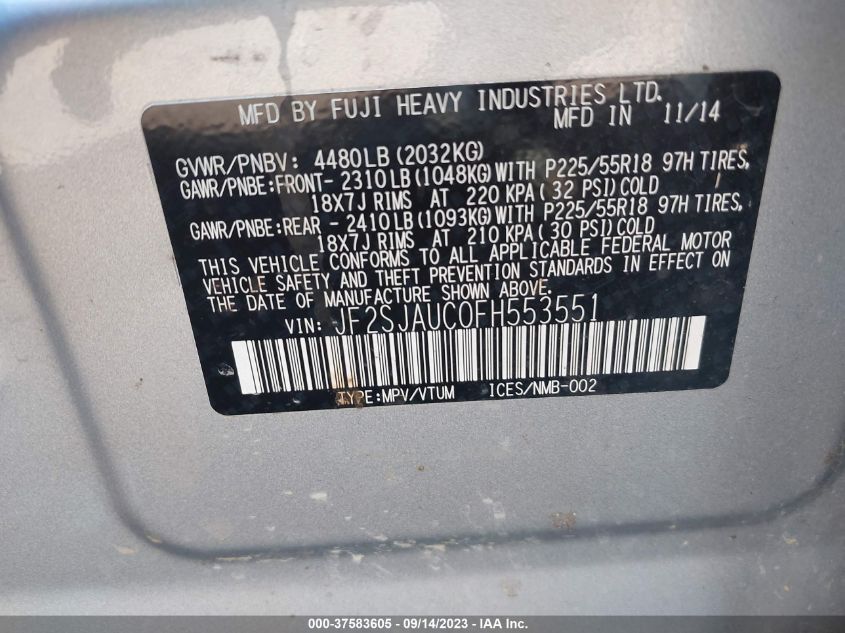 MFD BY FUJI HEAVY INDUSTRIES LTD.
MFD IN 11/14
GVWR/PNBV: 4480LB(2032KG)
GAWR/PNBE:FRONT- 2310LB(1048KG)WITH P225/55R18 97H TIRES,
18X7J RIMS AT 220 KPA( 32 PSI)COLD
GAWR/PNBE:REAR - 2410LB(1093KG)WITH P225/55R18 97H TIRES,
18X7J RIMS AT 210 KPA( 30 PSI)COLD
THIS VEHICLE CONFORMS TO ALL APPLICABLE FEDERAL MOTOR
VEHICLE SAFETY AND THEFT PREVENTION STANDARDS IN EFFECT ON
THE DATE OF MANUFACTURE SHOWN ABOVE.
VIN: JF2SJAUC0FH553551
TYPE:MPV/VTUM ICES/NMB-002
000-37583605 - 09/14/2023 - IAA Inc.